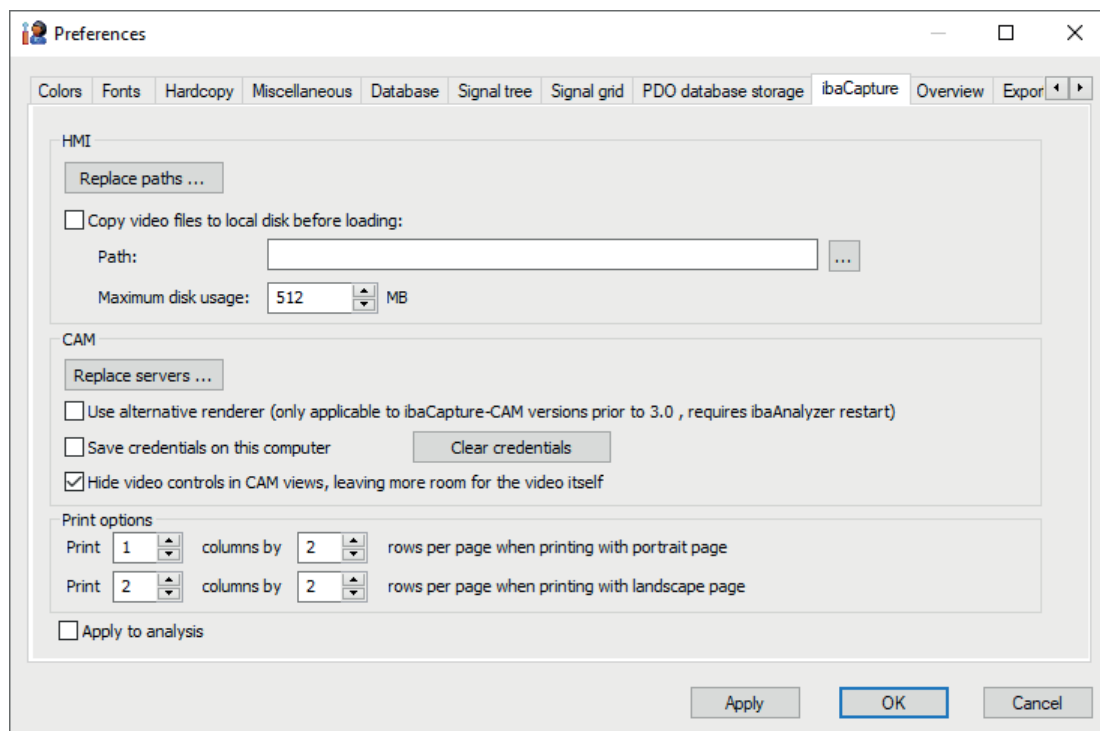 Preferences
Colors Fonts Hardcopy Miscellaneous Database Signal tree Signal grid PDO database storage ibaCapture Overview Expor
HMI
Replace paths ...
Copy video files to local disk before loading:
Path: ...
Maximum disk usage: 512 MB
CAM
Replace servers ...
Use alternative renderer (only applicable to ibaCapture-CAM versions prior to 3.0 , requires ibaAnalyzer restart)
Save credentials on this computer Clear credentials
Hide video controls in CAM views, leaving more room for the video itself
Print options
Print 1 columns by 2 rows per page when printing with portrait page
Print 2 columns by 2 rows per page when printing with landscape page
Apply to analysis
Apply OK Cancel